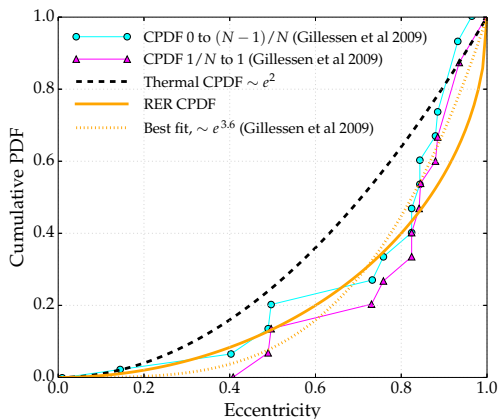 CPDF 0 to (N − 1)/N (Gillessen et al 2009)
CPDF 1/N to 1 (Gillessen et al 2009)
Thermal CPDF ∼ e²
RER CPDF
Best fit, ∼ e³·⁶ (Gillessen et al 2009)
Cumulative PDF
1.0
0.8
0.6
0.4
0.2
0.0
0.0 0.2 0.4 0.6 0.8 1.0
Eccentricity